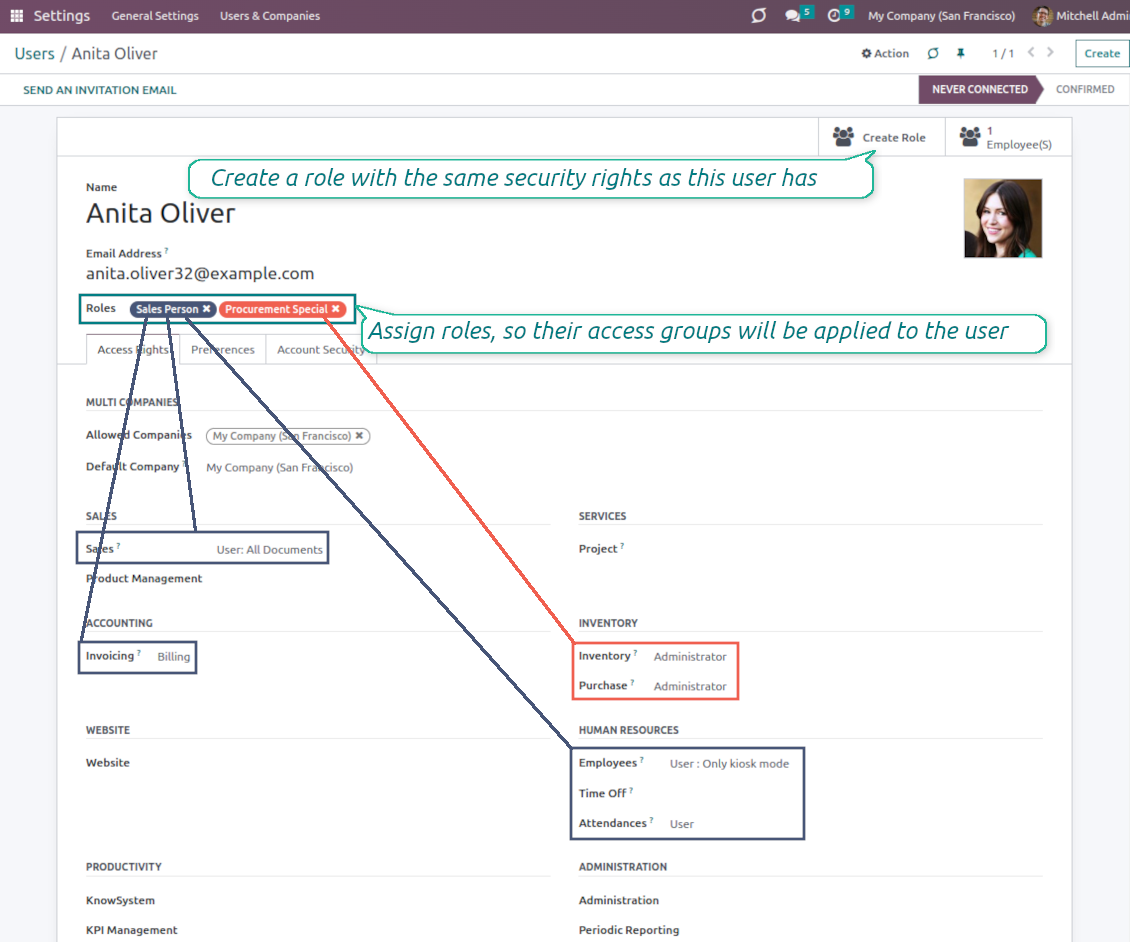 Settings General Settings Users & Companies 5 9 My Company (San Francisco) Mitchell Admi
Users / Anita Oliver Action 1 / 1 Create
SEND AN INVITATION EMAIL NEVER CONNECTED CONFIRMED
Create Role 1 Employee(S)
Create a role with the same security rights as this user has
Name
Anita Oliver
Email Address ?
anita.oliver32@example.com
Roles Sales Person × Procurement Special ×
Assign roles, so their access groups will be applied to the user
Access Rights Preferences Account Security
MULTI COMPANIES
Allowed Companies My Company (San Francisco) ×
Default Company ? My Company (San Francisco)
SALES SERVICES
Sales ? User: All Documents Project ?
Product Management
ACCOUNTING INVENTORY
Invoicing ? Billing Inventory ? Administrator
Purchase ? Administrator
WEBSITE HUMAN RESOURCES
Website Employees ? User : Only kiosk mode
Time Off ?
Attendances ? User
PRODUCTIVITY ADMINISTRATION
KnowSystem Administration
KPI Management Periodic Reporting